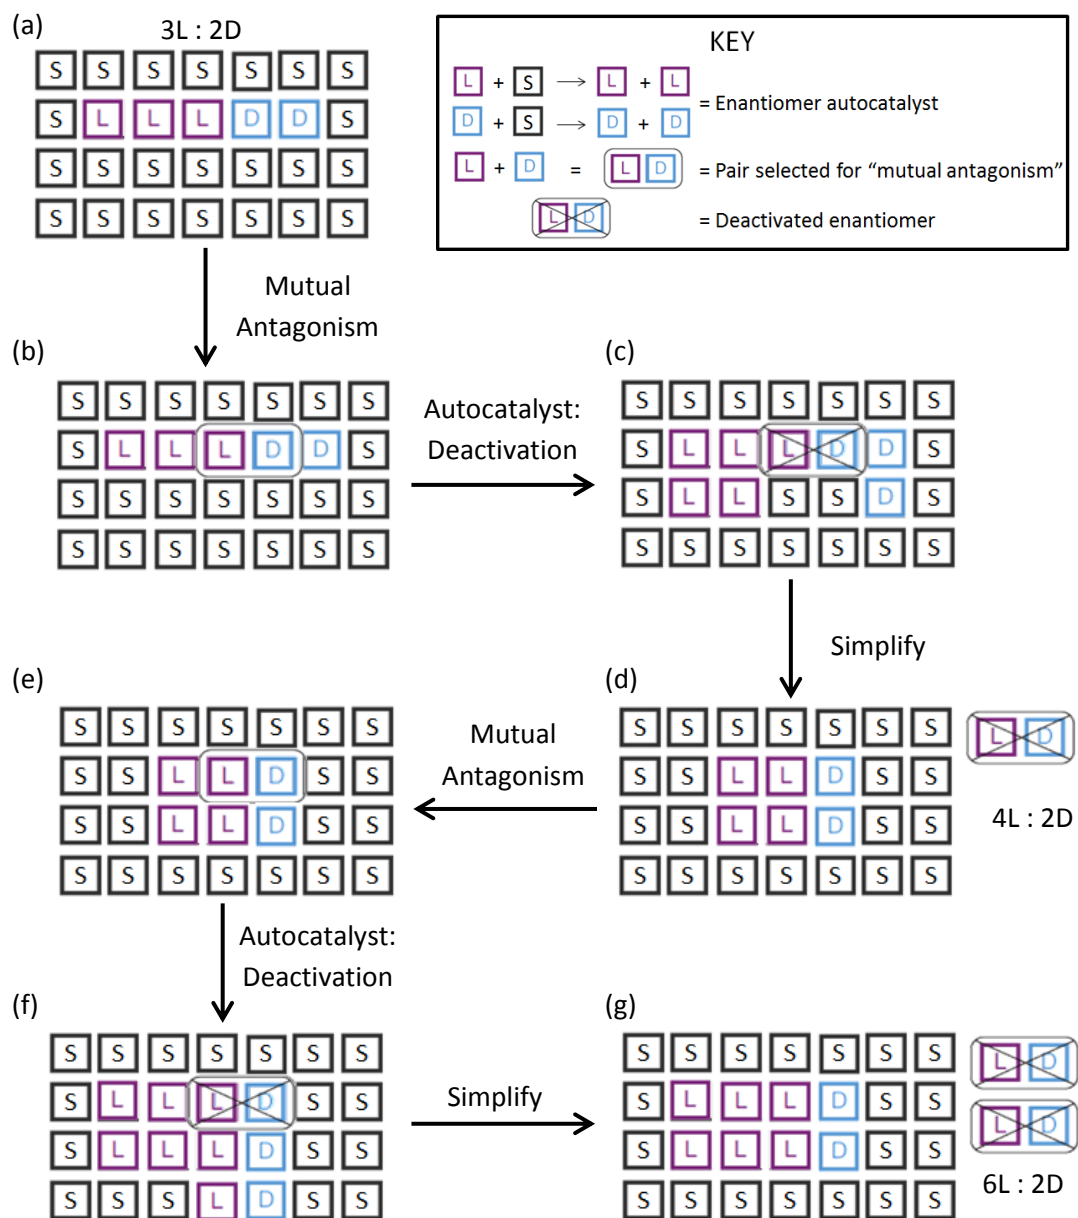 (a)
3L : 2D
S S S S S S S
S L L L D D S
S S S S S S S
S S S S S S S
KEY
L + S → L + L
D + S → D + D
= Enantiomer autocatalyst
L + D = L D = Pair selected for “mutual antagonism”
L D = Deactivated enantiomer
Mutual
Antagonism
(b)
S S S S S S S
S L L L D D S
S S S S S S S
S S S S S S S
Autocatalyst:
Deactivation
(c)
S S S S S S S
S L L L D D S
S L L S S D S
S S S S S S S
Simplify
(d)
S S S S S S S
S S L L D S S
S S L L D S S
S S S S S S S
L D
4L : 2D
Mutual
Antagonism
(e)
S S S S S S S
S S L L D S S
S S L L D S S
S S S S S S S
Autocatalyst:
Deactivation
(f)
S S S S S S S
S L L L D S S
S L L L D S S
S S S L D S S
Simplify
(g)
S S S S S S S
S L L L D S S
S L L L D S S
S S S S S S S
L D
L D
6L : 2D